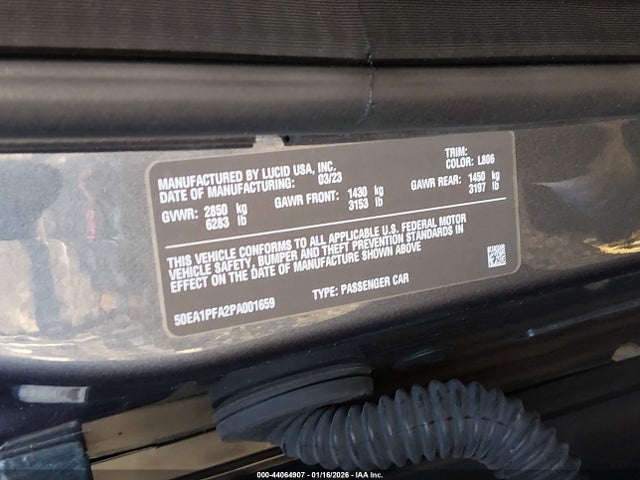 MANUFACTURED BY LUCID USA, INC.
DATE OF MANUFACTURING: 03/23
TRIM:
COLOR: L806
GVWR: 2850 kg
6283 lb
GAWR FRONT: 1430 kg
3153 lb
GAWR REAR: 1450 kg
3197 lb
THIS VEHICLE CONFORMS TO ALL APPLICABLE U.S. FEDERAL MOTOR
VEHICLE SAFETY, BUMPER AND THEFT PREVENTION STANDARDS IN
EFFECT ON THE DATE OF MANUFACTURE SHOWN ABOVE
50EA1PFA2PA001659
TYPE: PASSENGER CAR
000-44064907 - 01/16/2026 - IAA Inc.